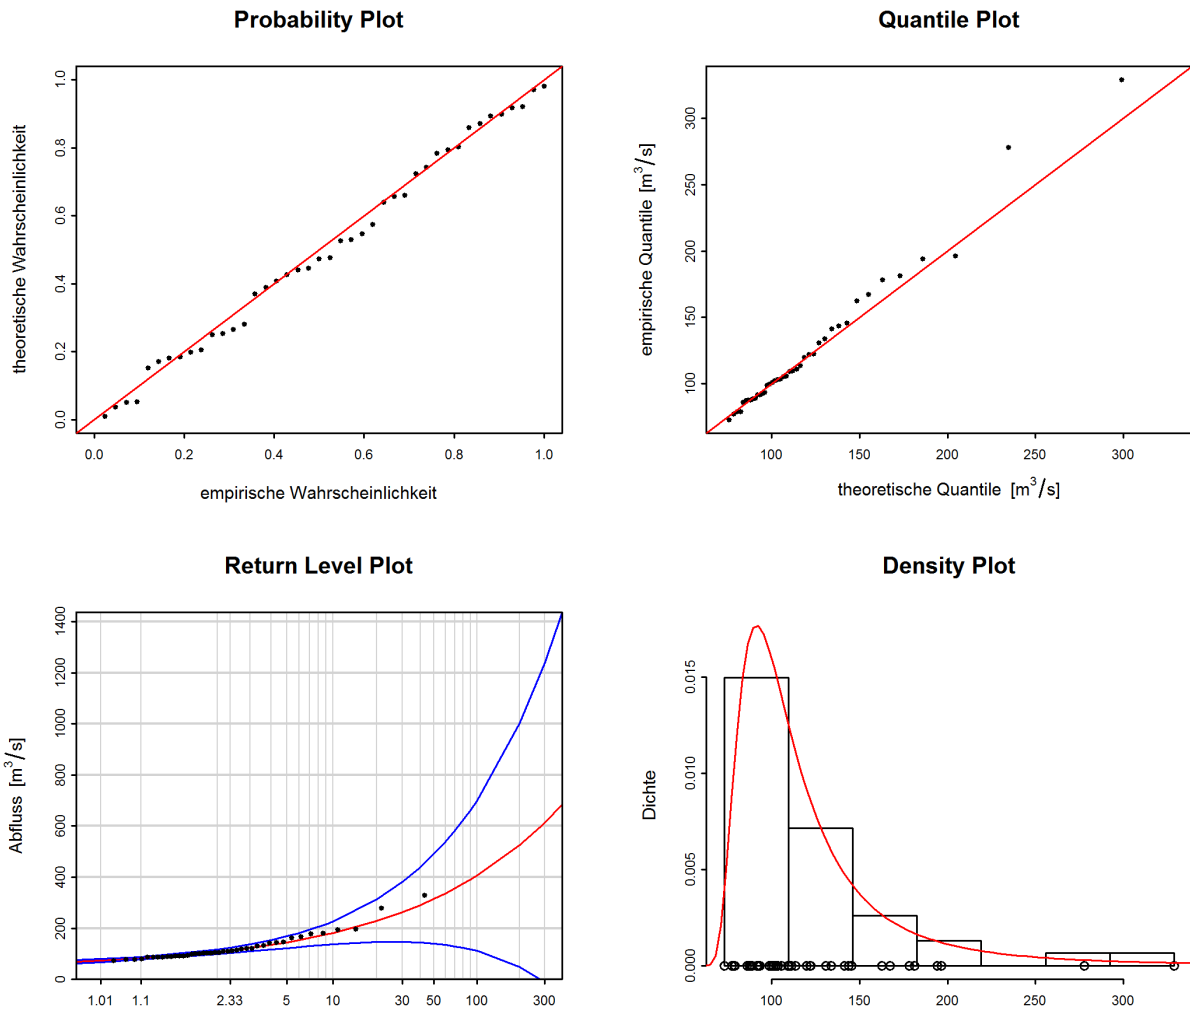 Probability Plot
theoretische Wahrscheinlichkeit
0.0 0.2 0.4 0.6 0.8 1.0
0.0 0.2 0.4 0.6 0.8 1.0
empirische Wahrscheinlichkeit
Quantile Plot
empirische Quantile [m³/s]
100 150 200 250 300
100 150 200 250 300
theoretische Quantile [m³/s]
Return Level Plot
Abfluss [m³/s]
0 200 400 600 800 1000 1200 1400
1.01 1.1 2.33 5 10 30 50 100 300
Density Plot
Dichte
0.000 0.005 0.010 0.015
100 150 200 250 300